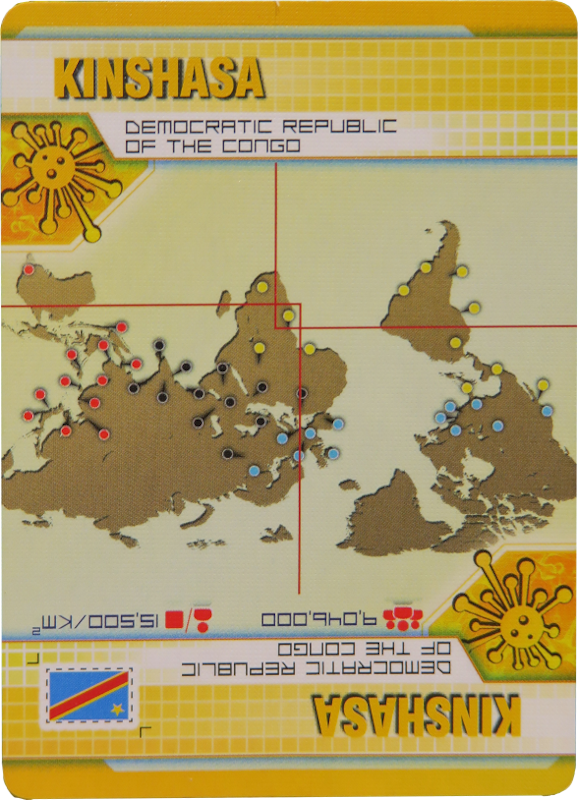 KINSHASA
DEMOCRATIC REPUBLIC
OF THE CONGO
15,500/KM²
9,046,000
DEMOCRATIC REPUBLIC
OF THE CONGO
KINSHASA